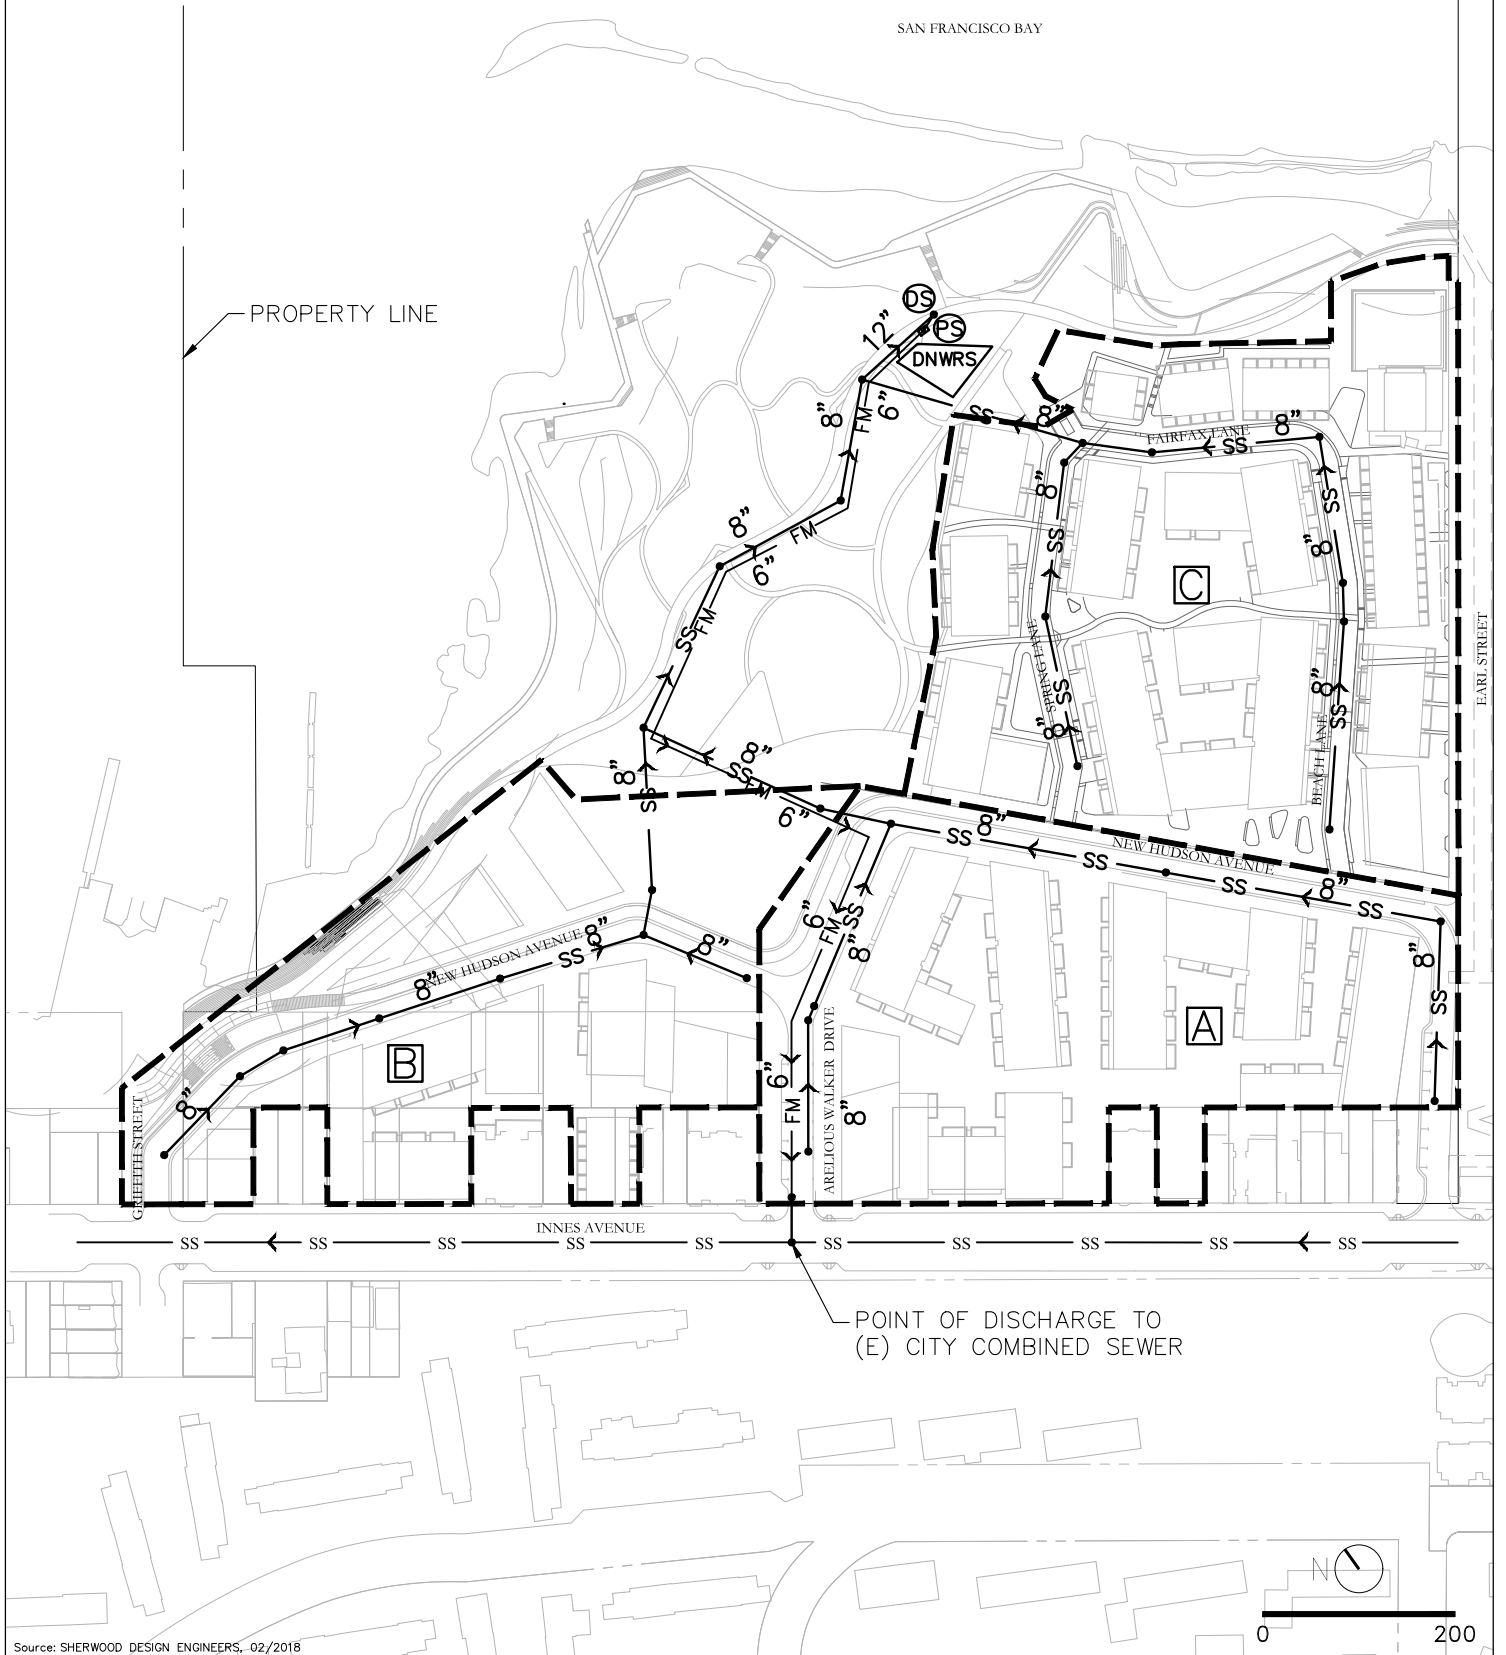 SAN FRANCISCO BAY
PROPERTY LINE
DS
12”
PS
DNWRS
8”
FM
6”
SS
8”
FAIRFAX LANE
8”
SS
8”
SS
SS
8”
8”
FM
6”
C
SS
FM
SPRING LANE
SS
8”
8”
SS
BEACH LANE
EARL STREET
8”
SS
8”
SS
FM
6”
8”
SS
NEW HUDSON AVENUE
SS
SS
8”
SS
6”
FM
SS
8”
8”
SS
NEW HUDSON AVENUE
8”
SS
8”
8”
B
A
6”
FM
8”
ARELIOUS WALKER DRIVE
8”
GRIFFITH STREET
INNES AVENUE
SS SS SS SS SS SS SS SS SS SS
POINT OF DISCHARGE TO
(E) CITY COMBINED SEWER
N
0 200
Source: SHERWOOD DESIGN ENGINEERS, 02/2018